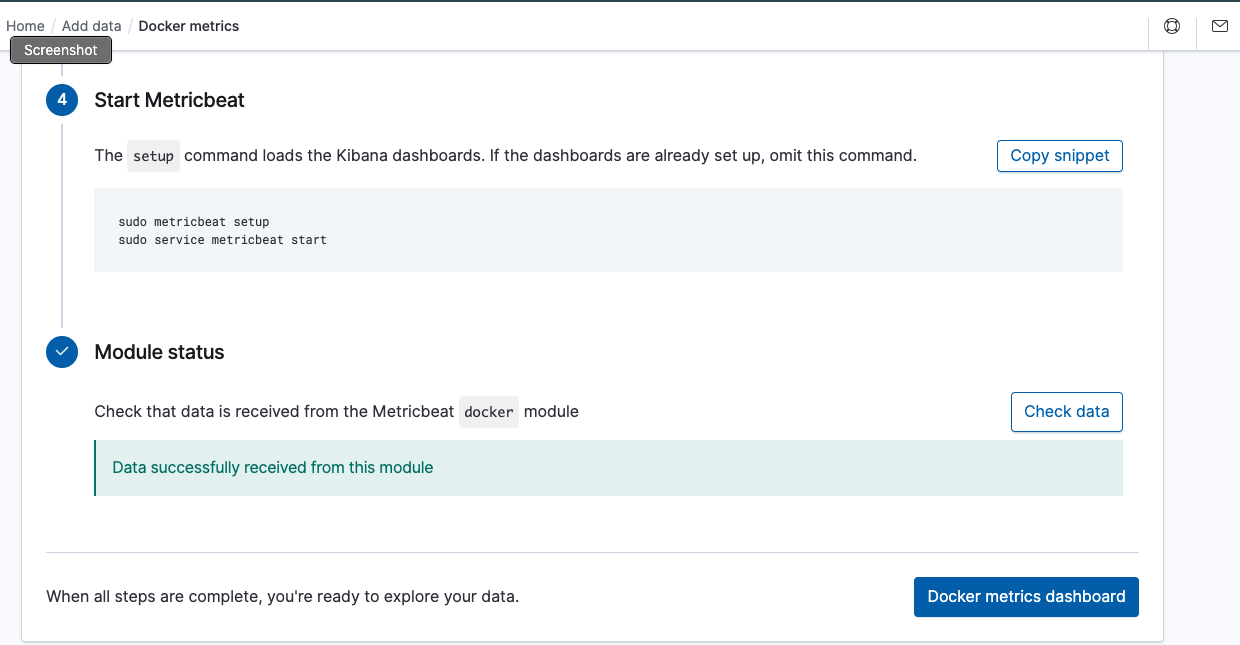 Home / Add data / Docker metrics
Screenshot
4 Start Metricbeat
The setup command loads the Kibana dashboards. If the dashboards are already set up, omit this command.
Copy snippet
sudo metricbeat setup
sudo service metricbeat start
Module status
Check that data is received from the Metricbeat docker module
Check data
Data successfully received from this module
When all steps are complete, you're ready to explore your data.
Docker metrics dashboard